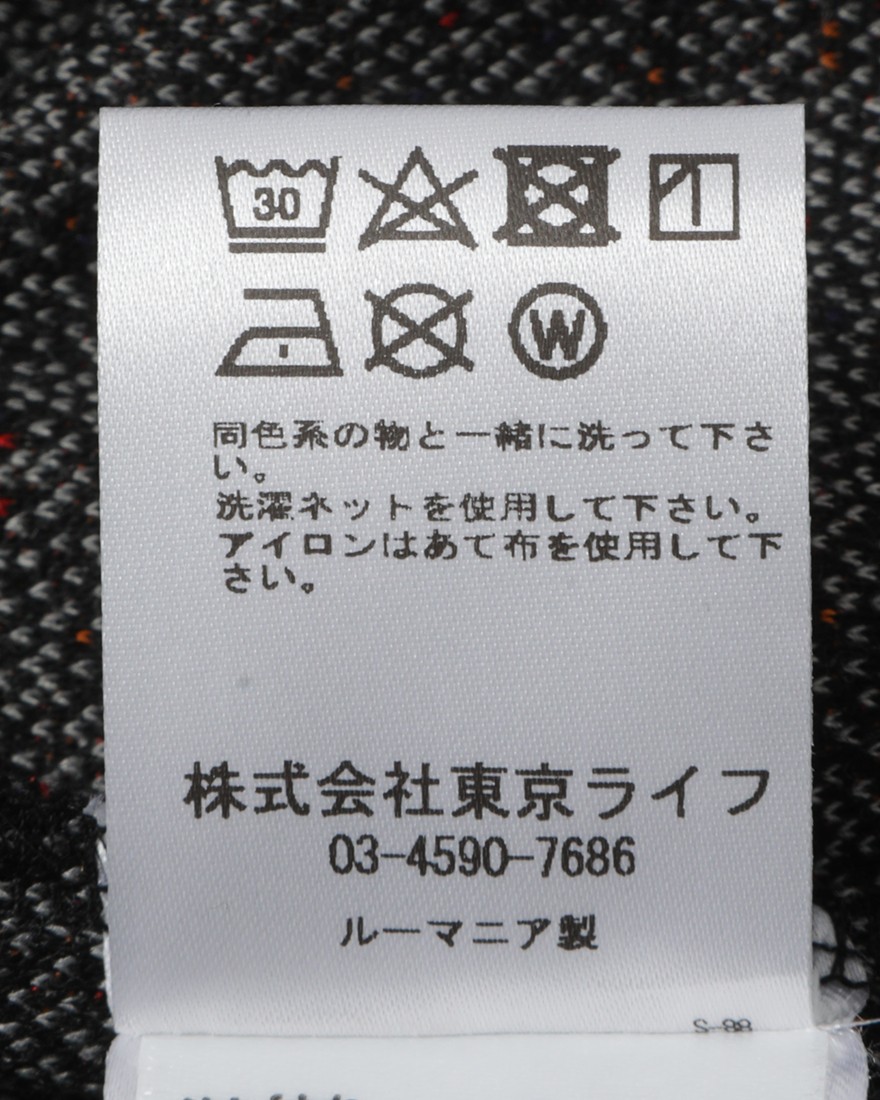 30
W
同色系の物と一緒に洗って下さ
い。
洗濯ネットを使用して下さい。
アイロンはあて布を使用して下
さい。
株式会社東京ライフ
03-4590-7686
ルーマニア製
S-88